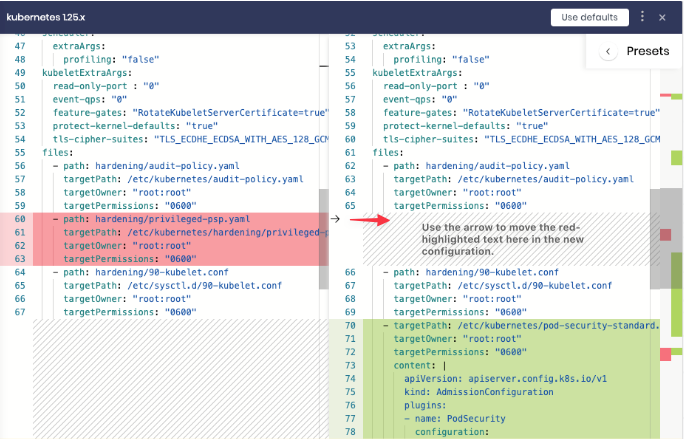 kubernetes 1.25.x
Use defaults
Presets
47 extraArgs:
48 profiling: "false"
49 kubeletExtraArgs:
50 read-only-port : "0"
51 event-qps: "0"
52 feature-gates: "RotateKubeletServerCertificate=true"
53 protect-kernel-defaults: "true"
54 tls-cipher-suites: "TLS_ECDHE_ECDSA_WITH_AES_128_GCM
55 files:
56 - path: hardening/audit-policy.yaml
57 targetPath: /etc/kubernetes/audit-policy.yaml
58 targetOwner: "root:root"
59 targetPermissions: "0600"
60 - path: hardening/privileged-psp.yaml
61 targetPath: /etc/kubernetes/hardening/privileged-p
62 targetOwner: "root:root"
63 targetPermissions: "0600"
64 - path: hardening/90-kubelet.conf
65 targetPath: /etc/sysctl.d/90-kubelet.conf
66 targetOwner: "root:root"
67 targetPermissions: "0600"
52 scheduler:
53 extraArgs:
54 profiling: "false"
55 kubeletExtraArgs:
56 read-only-port : "0"
57 event-qps: "0"
58 feature-gates: "RotateKubeletServerCertificate=true"
59 protect-kernel-defaults: "true"
60 tls-cipher-suites: "TLS_ECDHE_ECDSA_WITH_AES_128_GCM
61 files:
62 - path: hardening/audit-policy.yaml
63 targetPath: /etc/kubernetes/audit-policy.yaml
64 targetOwner: "root:root"
65 targetPermissions: "0600"
Use the arrow to move the red-
highlighted text here in the new
configuration.
66 - path: hardening/90-kubelet.conf
67 targetPath: /etc/sysctl.d/90-kubelet.conf
68 targetOwner: "root:root"
69 targetPermissions: "0600"
70 - targetPath: /etc/kubernetes/pod-security-standard.
71 targetOwner: "root:root"
72 targetPermissions: "0600"
73 content: |
74 apiVersion: apiserver.config.k8s.io/v1
75 kind: AdmissionConfiguration
76 plugins:
77 - name: PodSecurity
78 configuration: